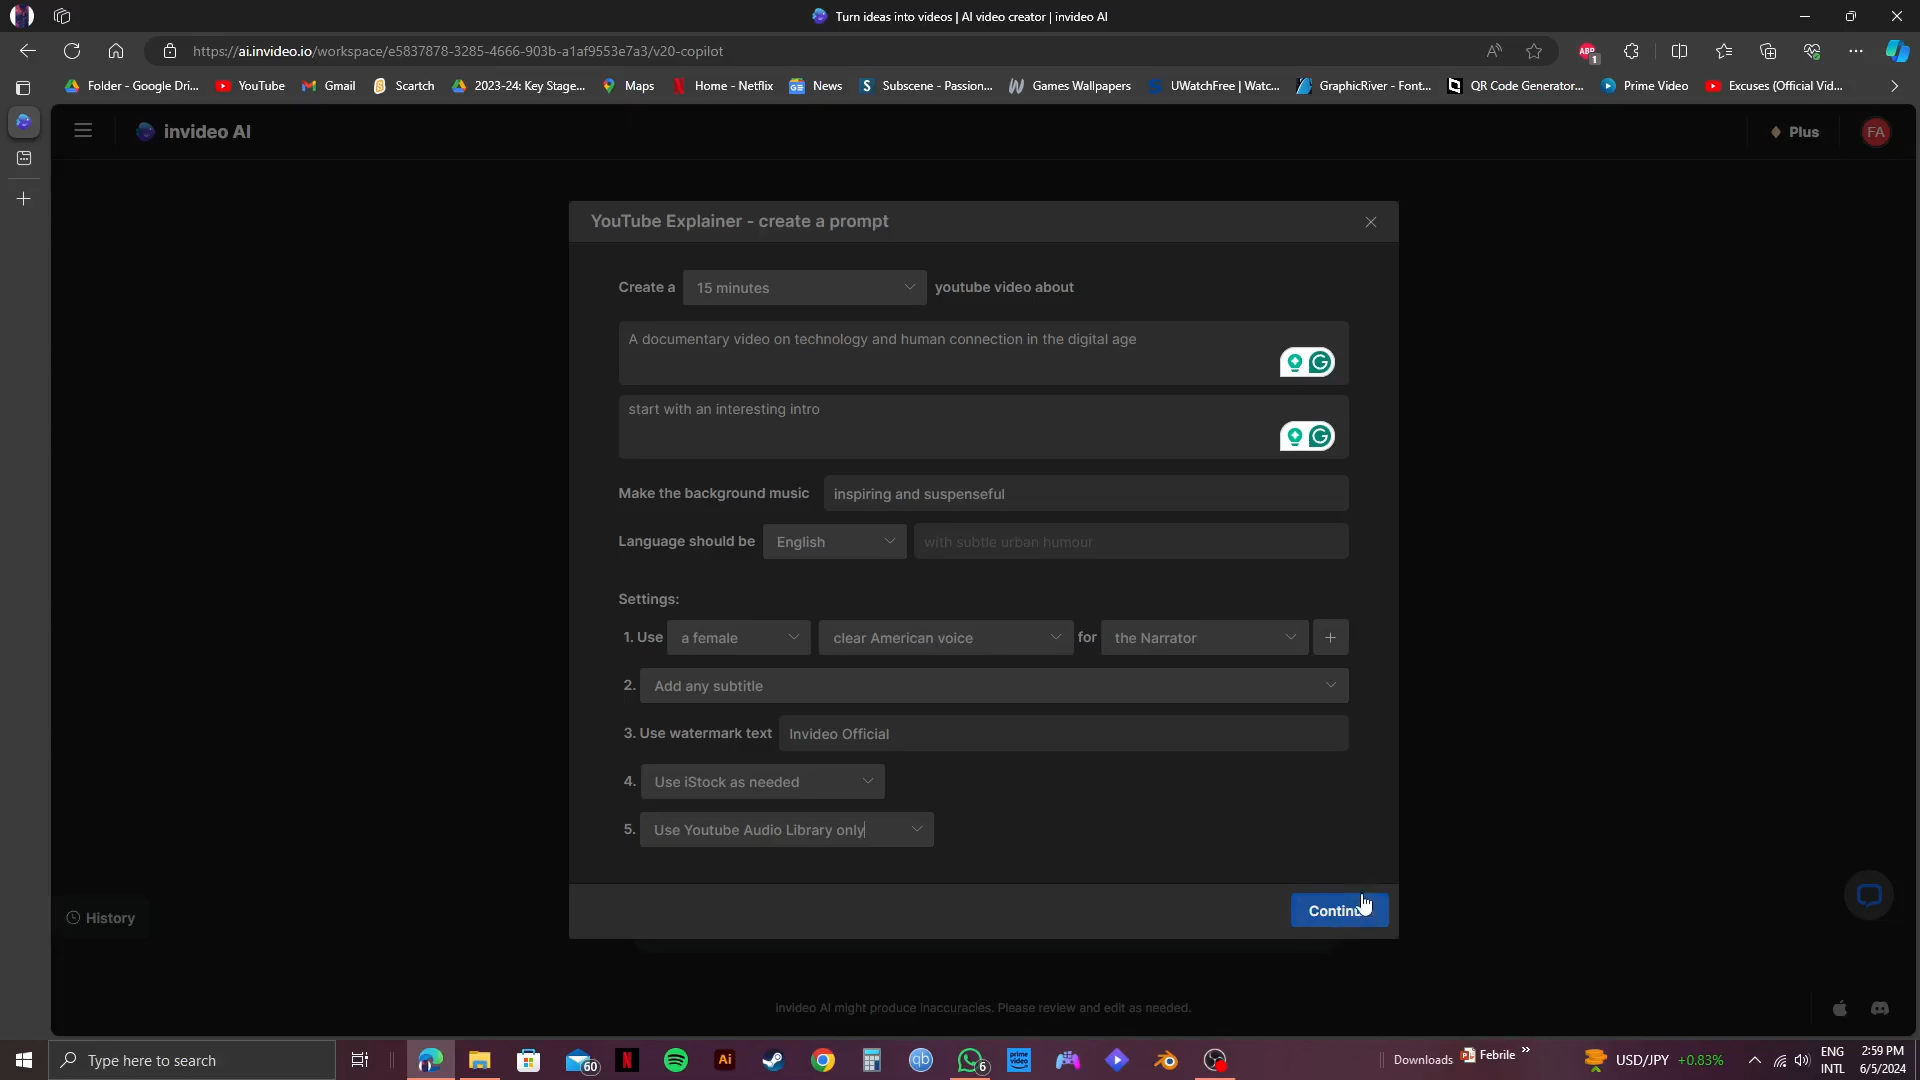 Turn ideas into videos | AI video creator | invideo AI
https://ai.invideo.io/workspace/e5837878-3285-4666-903b-a1af9553e7a3/v20-copilot
Folder - Google Dri... YouTube Gmail Scartch 2023-24: Key Stage... Maps Home - Netflix News Subscene - Passion... Games Wallpapers UWatchFree | Watc... GraphicRiver - Font... QR Code Generator... Prime Video Excuses (Official Vid...
invideo AI
Plus
FA
YouTube Explainer - create a prompt
Create a 15 minutes youtube video about
A documentary video on technology and human connection in the digital age
start with an interesting intro
Make the background music inspiring and suspenseful
Language should be English with subtle urban humour
Settings:
1. Use a female clear American voice for the Narrator +
2. Add any subtitle
3. Use watermark text Invideo Official
4. Use iStock as needed
5. Use Youtube Audio Library only
History
Continu
Invideo AI might produce inaccuracies. Please review and edit as needed.
Type here to search
60
6
Downloads Febrile »
USD/JPY +0.83%
ENG
INTL
2:59 PM
6/5/2024